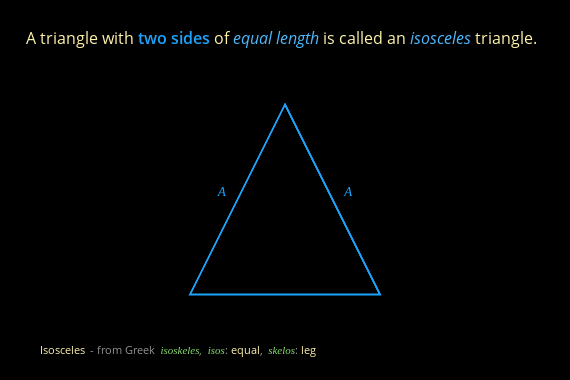 A triangle with two sides of equal length is called an isosceles triangle.
A A
Isosceles - from Greek isoskeles, isos: equal, skelos: leg